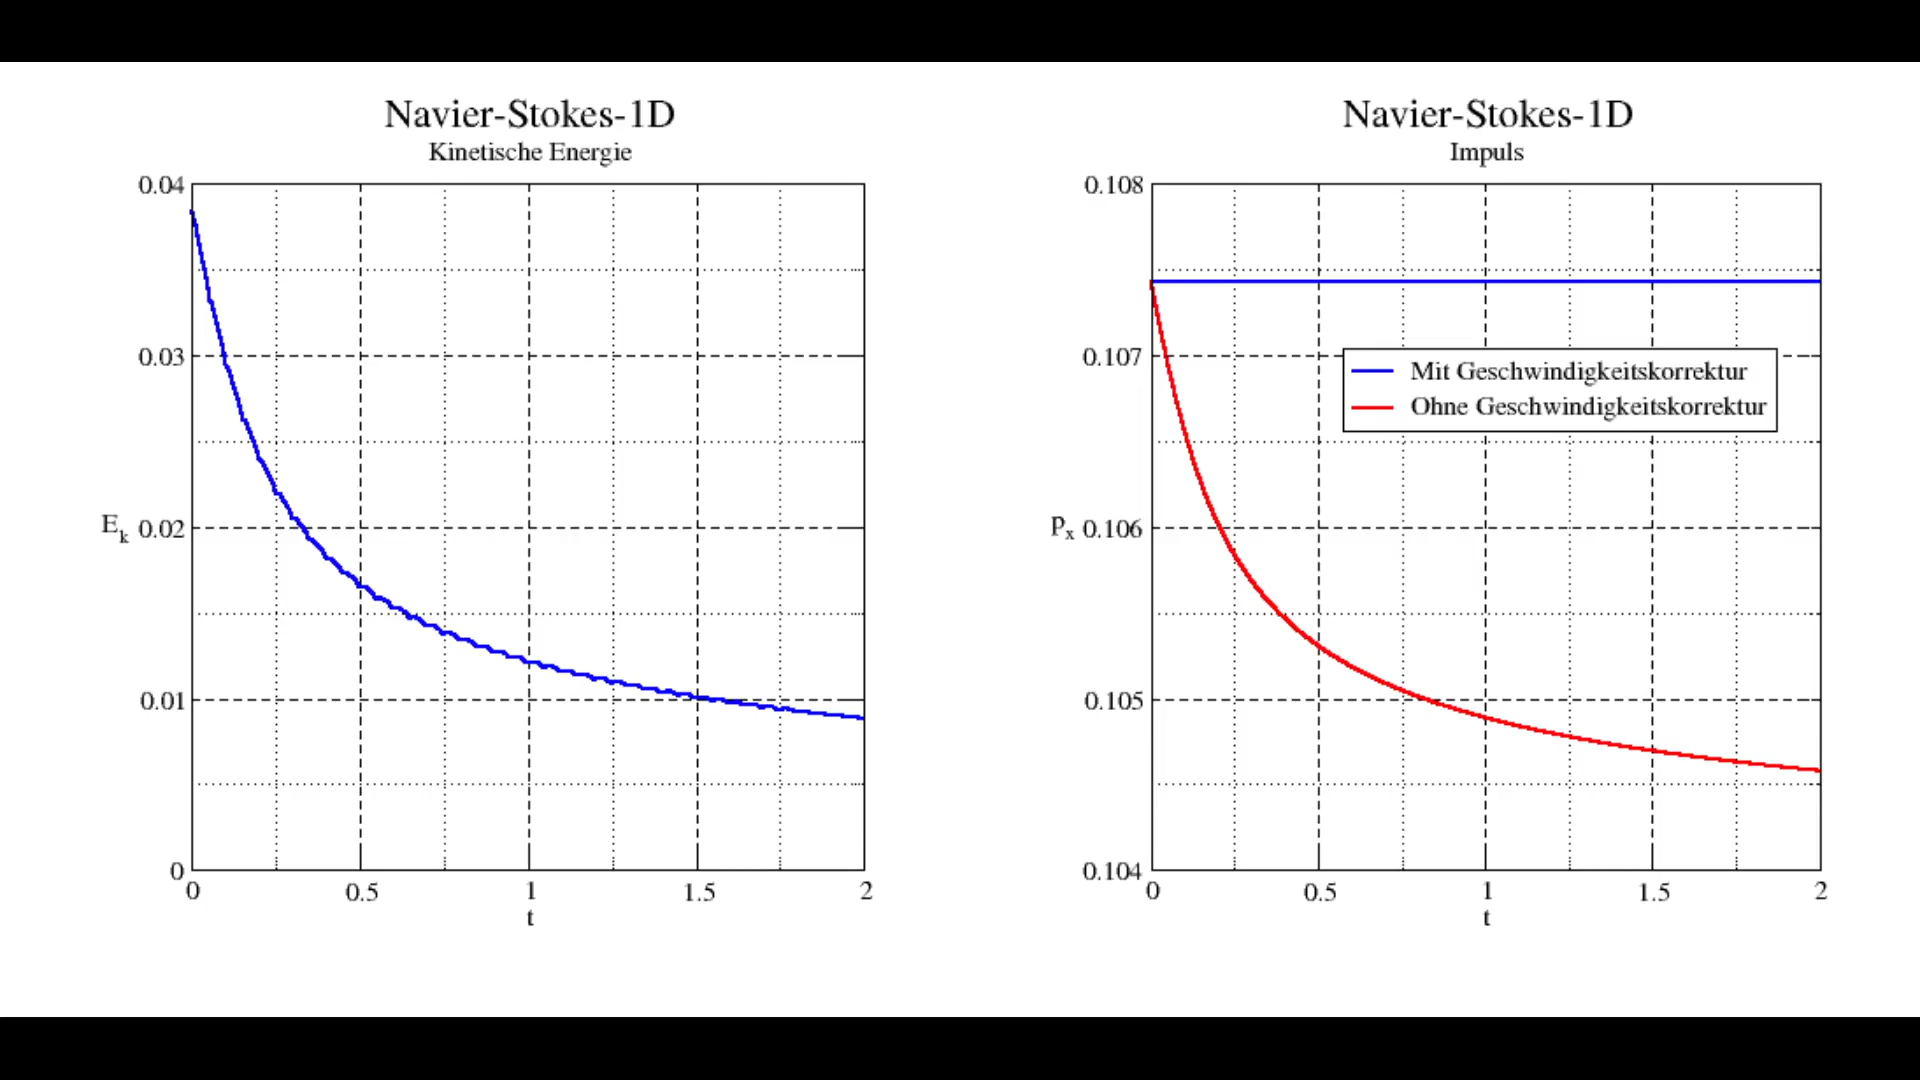 Navier-Stokes-1D
Kinetische Energie
0.04
0.03
E_k 0.02
0.01
0
0 0.5 1 1.5 2
t
Navier-Stokes-1D
Impuls
0.108
0.107
Mit Geschwindigkeitskorrektur
Ohne Geschwindigkeitskorrektur
p_x 0.106
0.105
0.104
0 0.5 1 1.5 2
t